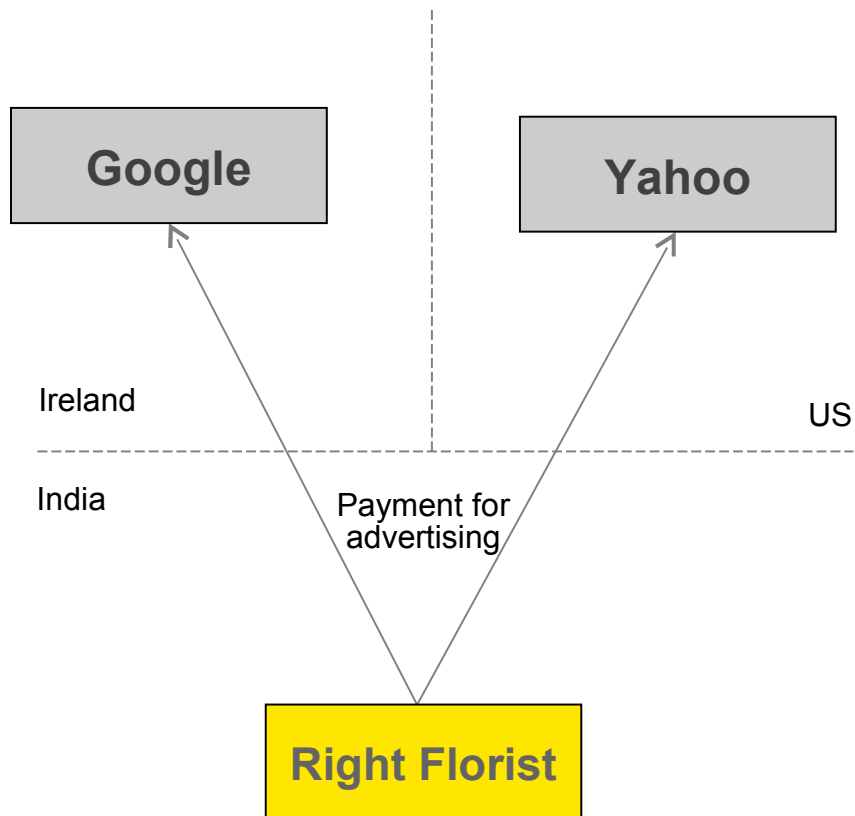 Google
Yahoo
Ireland
US
India
Payment for
advertising
Right Florist